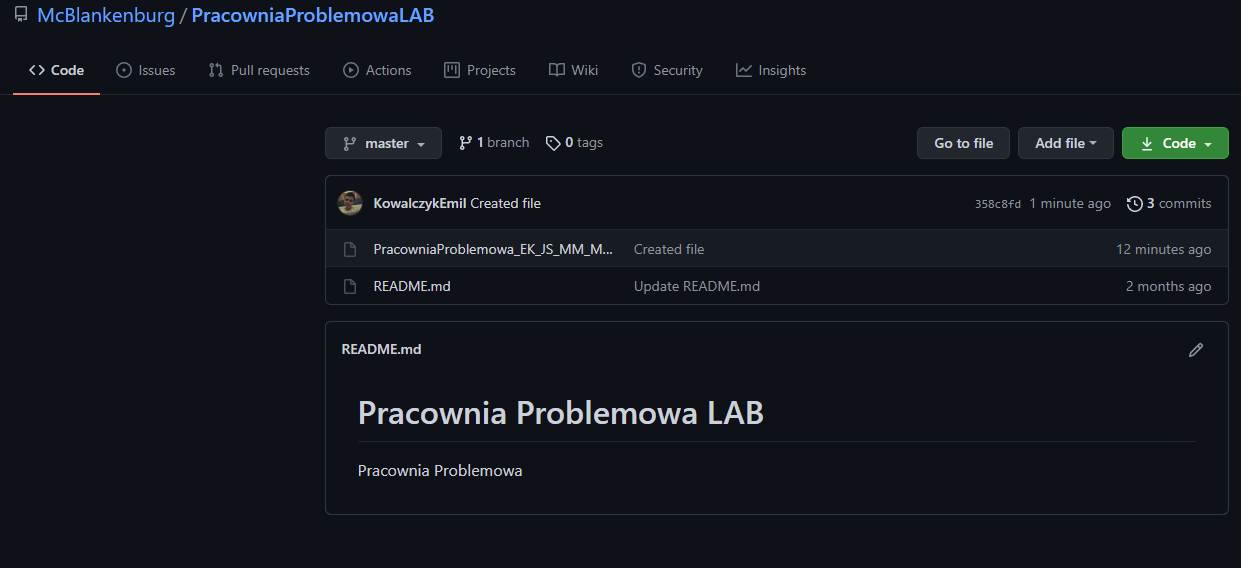 McBlankenburg / PracowniaProblemowaLAB
Code Issues Pull requests Actions Projects Wiki Security Insights
master 1 branch 0 tags Go to file Add file Code
KowalczykEmil Created file 358c8fd 1 minute ago 3 commits
PracowniaProblemowa_EK_JS_MM_M... Created file 12 minutes ago
README.md Update README.md 2 months ago
README.md
Pracownia Problemowa LAB
Pracownia Problemowa